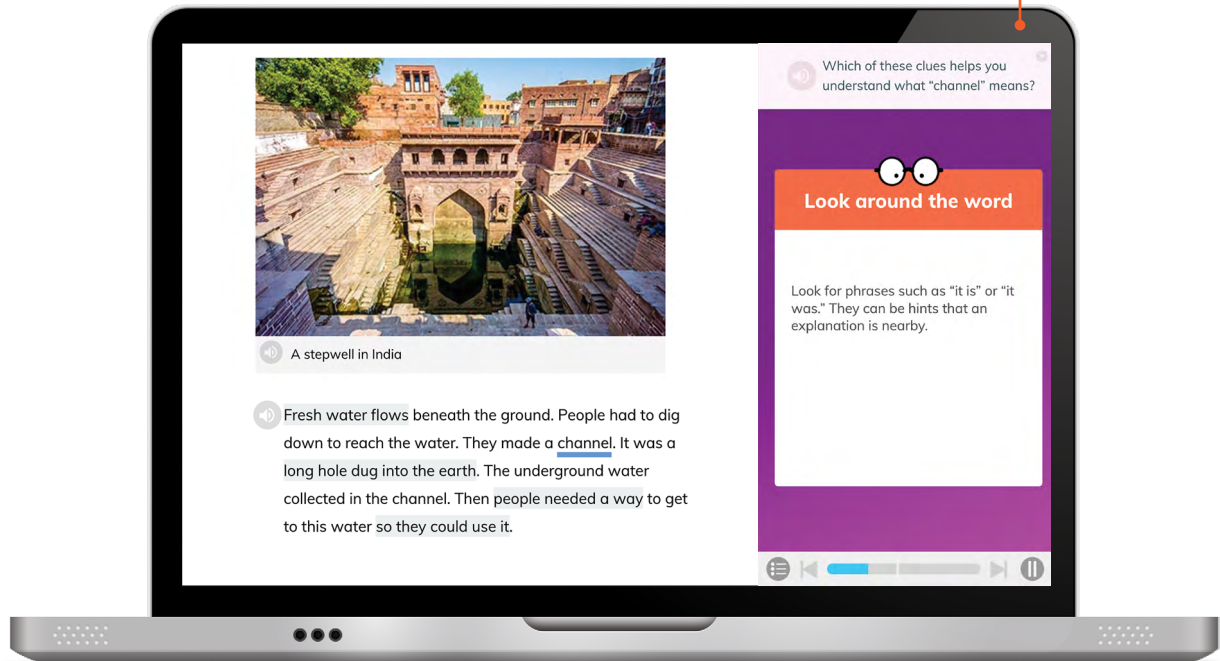 A stepwell in India
Fresh water flows beneath the ground. People had to dig
down to reach the water. They made a channel. It was a
long hole dug into the earth. The underground water
collected in the channel. Then people needed a way to get
to this water so they could use it.
Which of these clues helps you
understand what “channel” means?
Look around the word
Look for phrases such as “it is” or “it
was.” They can be hints that an
explanation is nearby.